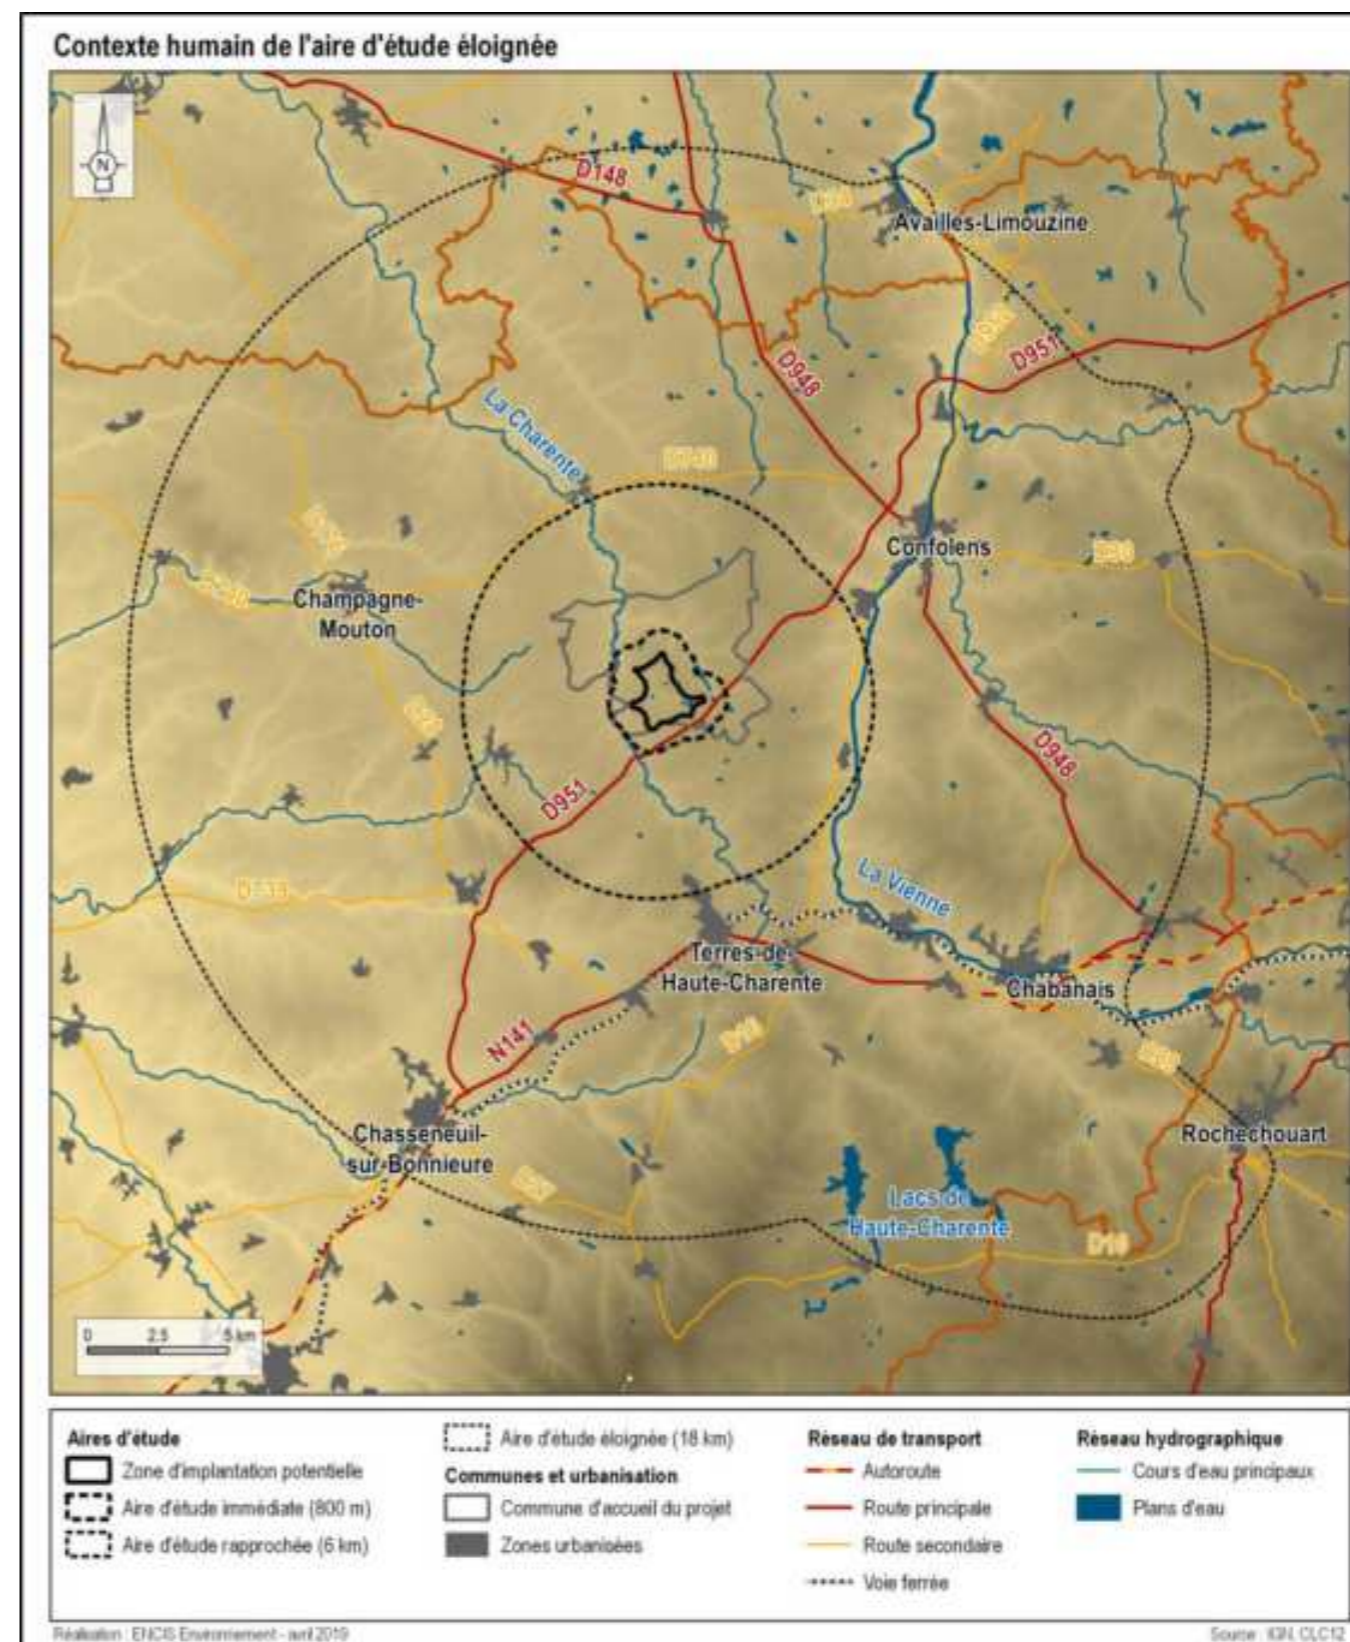 Contexte humain de l'aire d'étude éloignée
N
D148
Availles-Limouzine
D951
D948
La Charente
Confolens
Champagne-
Mouton
D948
D951
La Vienne
Terres-de-
Haute-Charente
Chabanais
N141
Chasseneuil-
sur-Bonnieure
Rochechouart
Lacs de
Haute-Charente
D16
0 2.5 5 km
Aires d'étude
Zone d'implantation potentielle
Aire d'étude immédiate (800 m)
Aire d'étude rapprochée (6 km)
Aire d'étude éloignée (18 km)
Communes et urbanisation
Commune d'accueil du projet
Zones urbanisées
Réseau de transport
Autoroute
Route principale
Route secondaire
Voie ferrée
Réseau hydrographique
Cours d'eau principaux
Plans d'eau
Réalisation : ENCIS Environnement - avril 2019
Source : IGN, CLC12